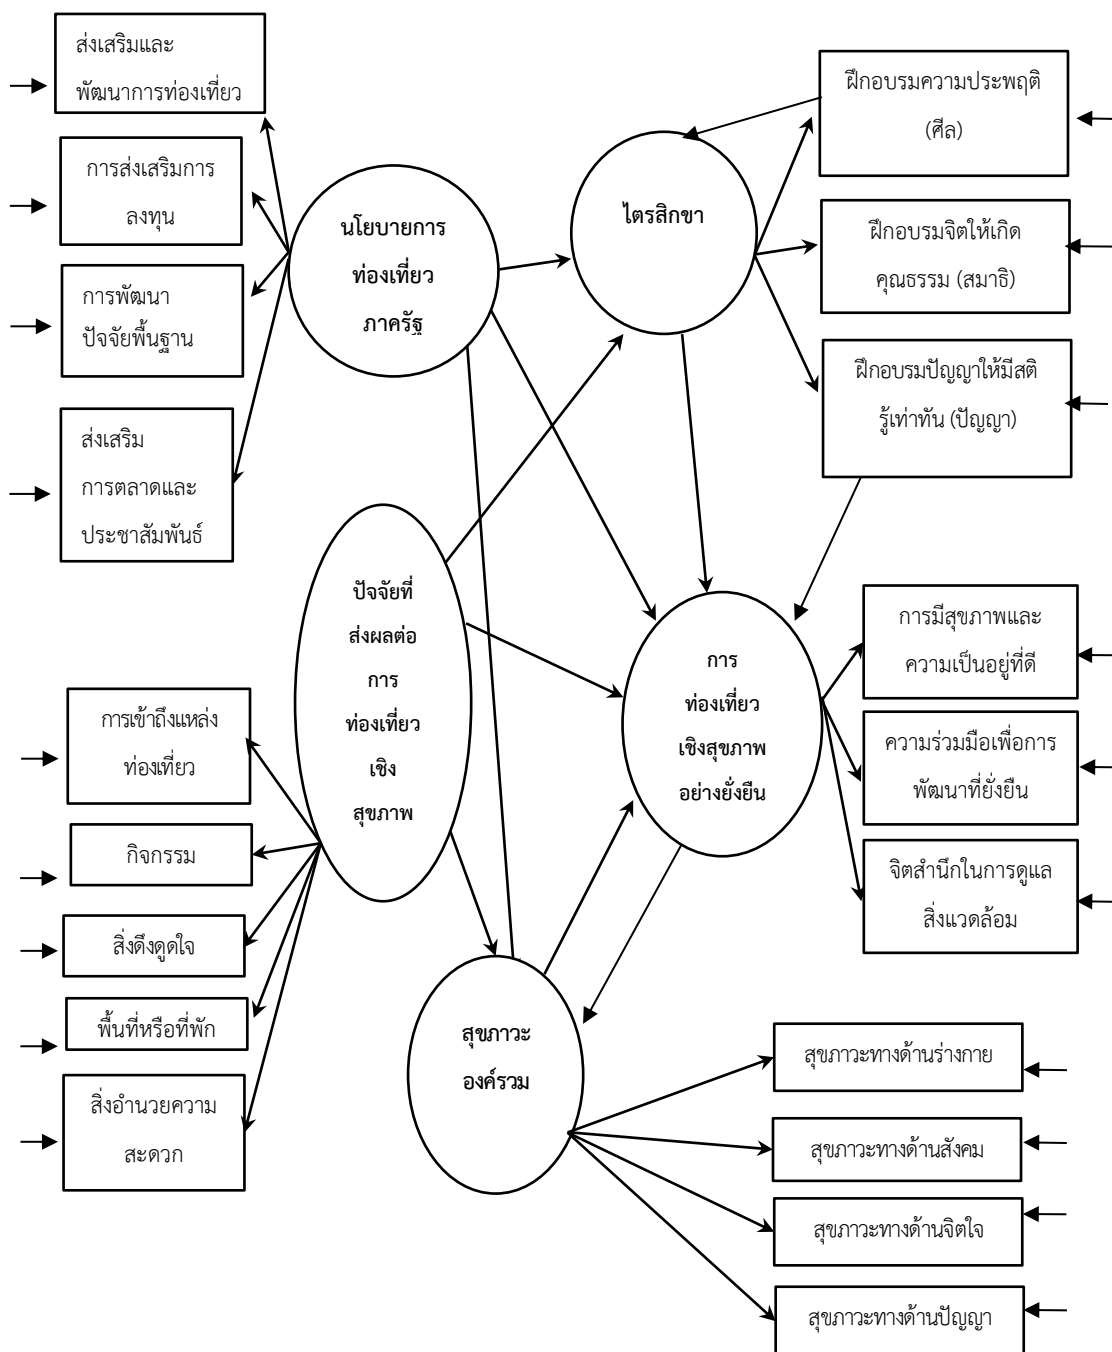 ส่งเสริมและ
พัฒนาการท่องเที่ยว
การส่งเสริมการ
ลงทุน
การพัฒนา
ปัจจัยพื้นฐาน
ส่งเสริม
การตลาดและ
ประชาสัมพันธ์
นโยบายการ
ท่องเที่ยว
ภาครัฐ
ไตรสิกขา
ฝึกอบรมความประพฤติ
(ศีล)
ฝึกอบรมจิตให้เกิด
คุณธรรม (สมาธิ)
ฝึกอบรมปัญญาให้มีสติ
รู้เท่าทัน (ปัญญา)
ปัจจัยที่
ส่งผลต่อ
การ
ท่องเที่ยว
เชิง
สุขภาพ
การ
ท่องเที่ยว
เชิงสุขภาพ
อย่างยั่งยืน
การมีสุขภาพและ
ความเป็นอยู่ที่ดี
ความร่วมมือเพื่อการ
พัฒนาที่ยั่งยืน
จิตสำนึกในการดูแล
สิ่งแวดล้อม
การเข้าถึงแหล่ง
ท่องเที่ยว
กิจกรรม
สิ่งดึงดูดใจ
พื้นที่หรือที่พัก
สิ่งอำนวยความ
สะดวก
สุขภาวะ
องค์รวม
สุขภาวะทางด้านร่างกาย
สุขภาวะทางด้านสังคม
สุขภาวะทางด้านจิตใจ
สุขภาวะทางด้านปัญญา